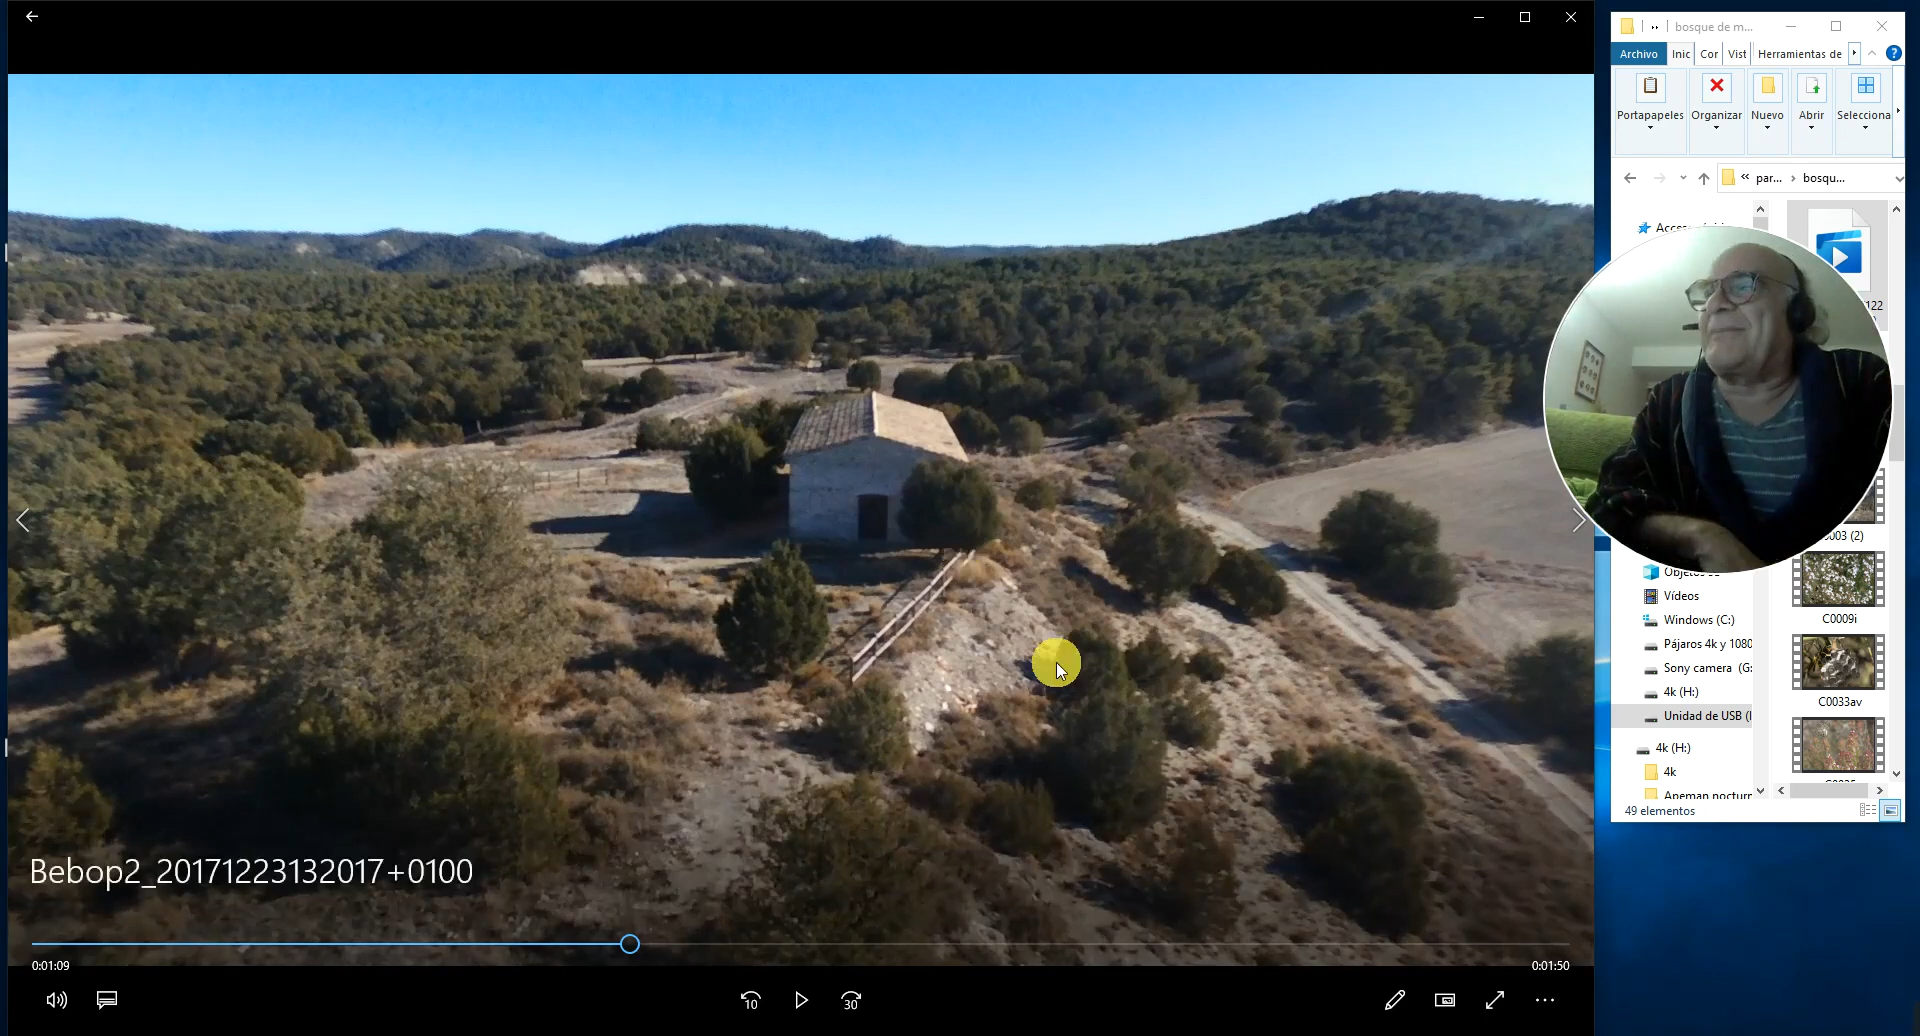 bosque de m...
Archivo Inic Cor Vist Herramientas de
?
Portapapeles Organizar Nuevo Abrir Selecciona
« par... › bosqu...
122
003 (2)
Vídeos
C0009i
Windows (C:)
Pájaros 4k y 1080
Sony camera (G:
4k (H:)
C0033av
Unidad de USB (I
4k (H:)
4k
49 elementos
Bebop2_20171223132017+0100
0:01:09
0:01:50
10
30